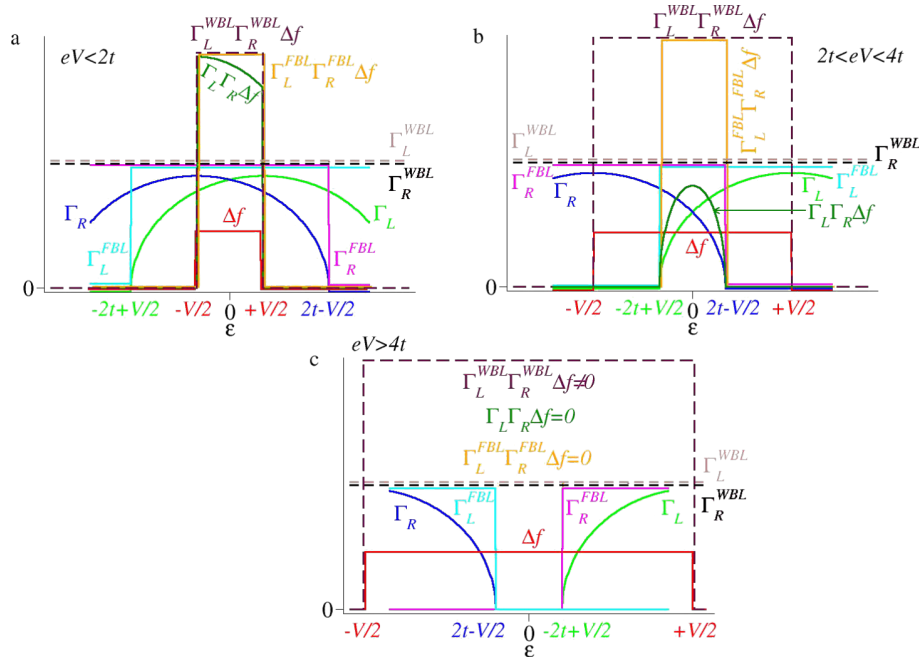 a
eV<2t
Γ_L^{WBL} Γ_R^{WBL} Δf
Γ_L^{FBL} Γ_R^{FBL} Δf
Γ_L Γ_R Δf
Γ_L^{WBL}
Γ_R^{WBL}
Γ_R
Δf
Γ_L
Γ_L^{FBL}
Γ_R^{FBL}
0
-2t+V/2
-V/2
0
+V/2
2t-V/2
ε
b
2t<eV<4t
Γ_L^{WBL} Γ_R^{WBL} Δf
Γ_L^{FBL} Γ_R^{FBL} Δf
Γ_L^{WBL}
Γ_R^{WBL}
Γ_R^{FBL}
Γ_R
Γ_L
Γ_L^{FBL}
Γ_L Γ_R Δf
Δf
0
-V/2
-2t+V/2
0
2t-V/2
+V/2
ε
c
eV>4t
Γ_L^{WBL} Γ_R^{WBL} Δf≠0
Γ_L Γ_R Δf=0
Γ_L^{FBL} Γ_R^{FBL} Δf=0
Γ_L^{WBL}
Γ_R^{WBL}
Γ_R
Γ_L^{FBL}
Γ_R^{FBL}
Γ_L
Δf
0
-V/2
2t-V/2
0
-2t+V/2
+V/2
ε